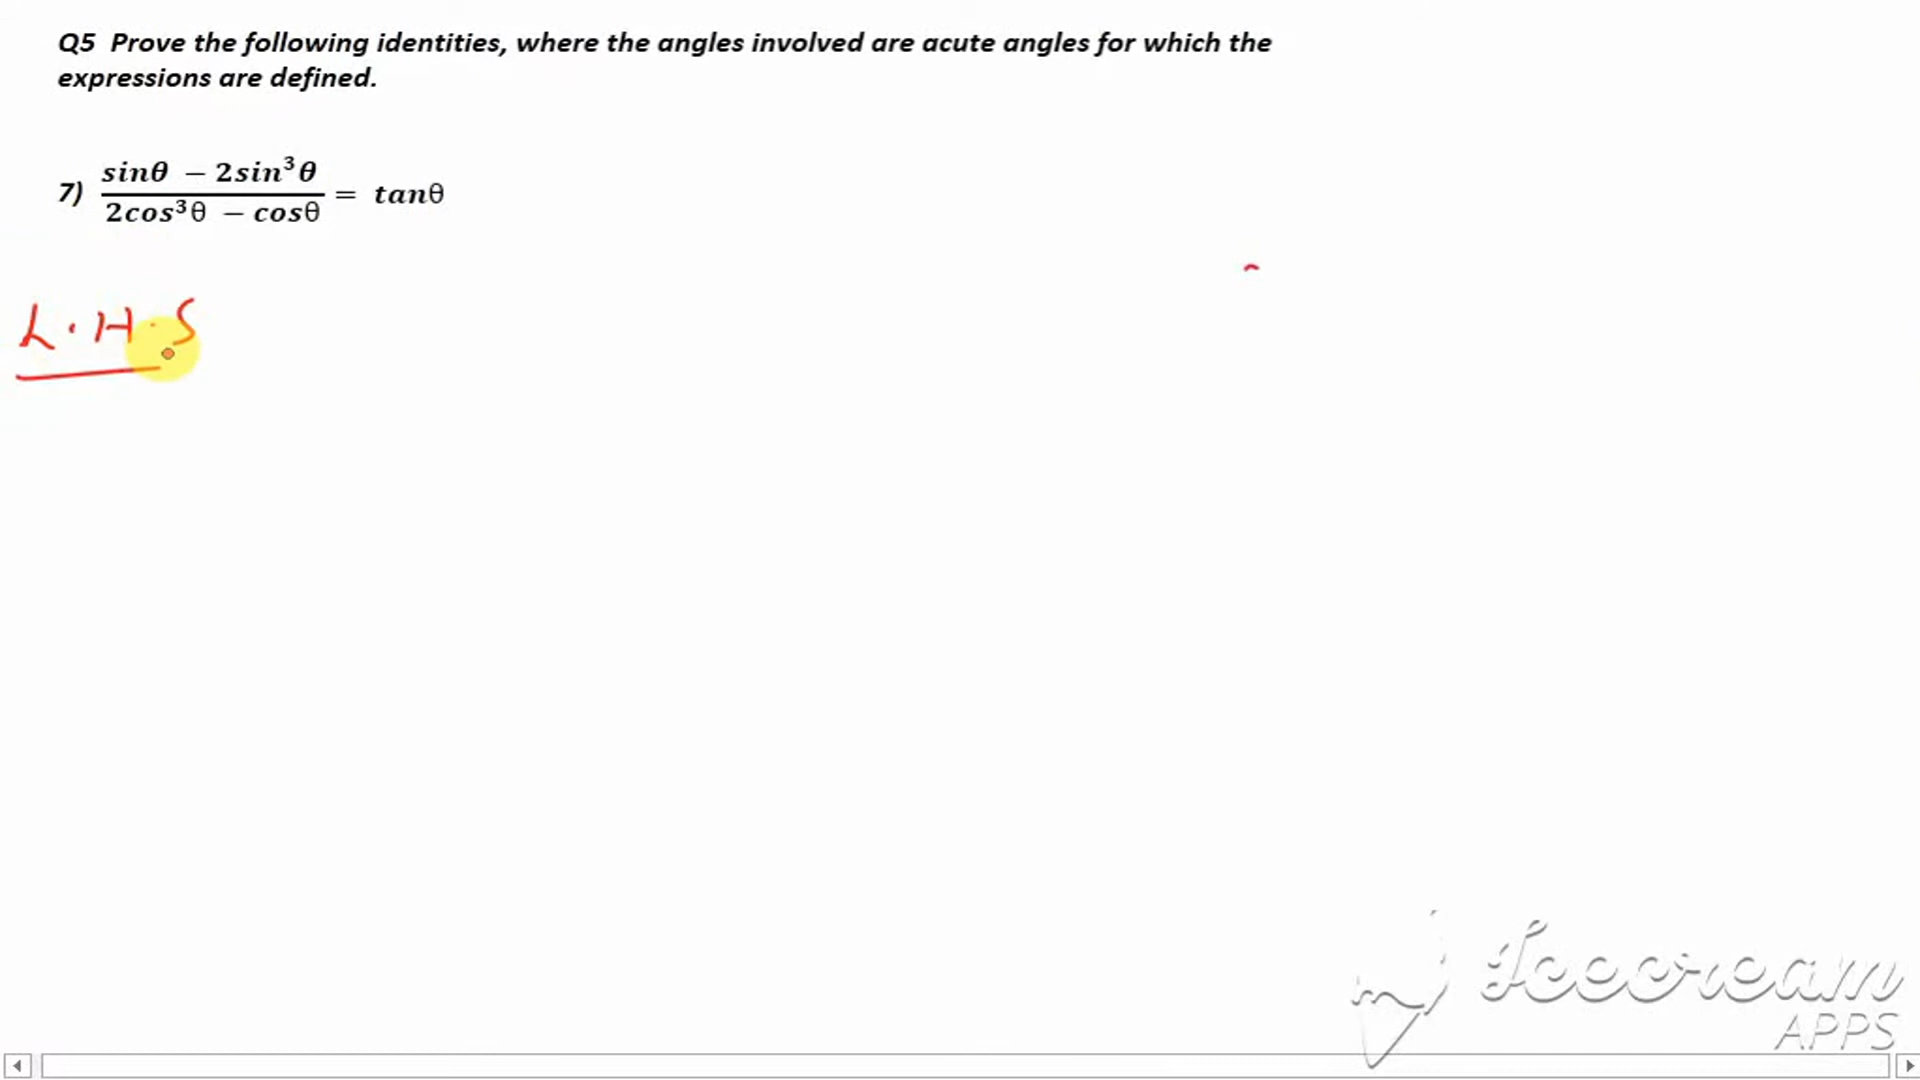 Q5 Prove the following identities, where the angles involved are acute angles for which the
expressions are defined.
7) (sinθ − 2sin³θ)/(2cos³θ − cosθ) = tanθ
L.H.S
Icecream
APPS